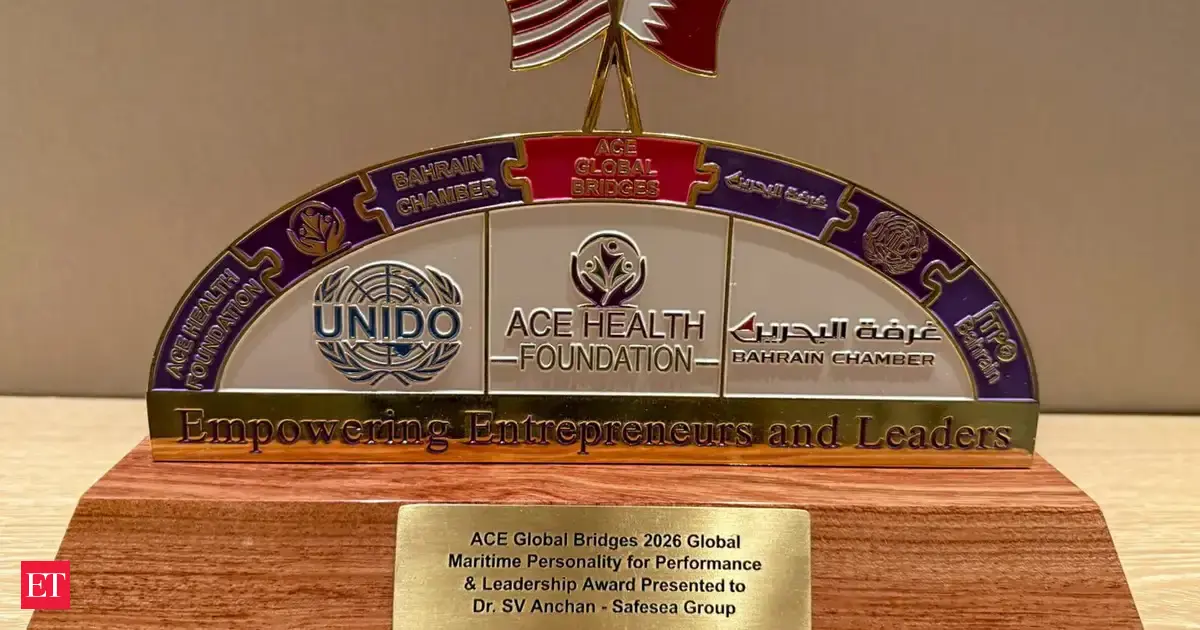 ACE
GLOBAL
BRIDGES
BAHRAIN
CHAMBER
غرفة البحرين
ACE HEALTH
FOUNDATION
ITPO
Bahrain
UNIDO
ACE HEALTH
FOUNDATION
غرفة البحرين
BAHRAIN CHAMBER
Empowering Entrepreneurs and Leaders
ACE Global Bridges 2026 Global
Maritime Personality for Performance
& Leadership Award Presented to
Dr. SV Anchan - Safesea Group
ET